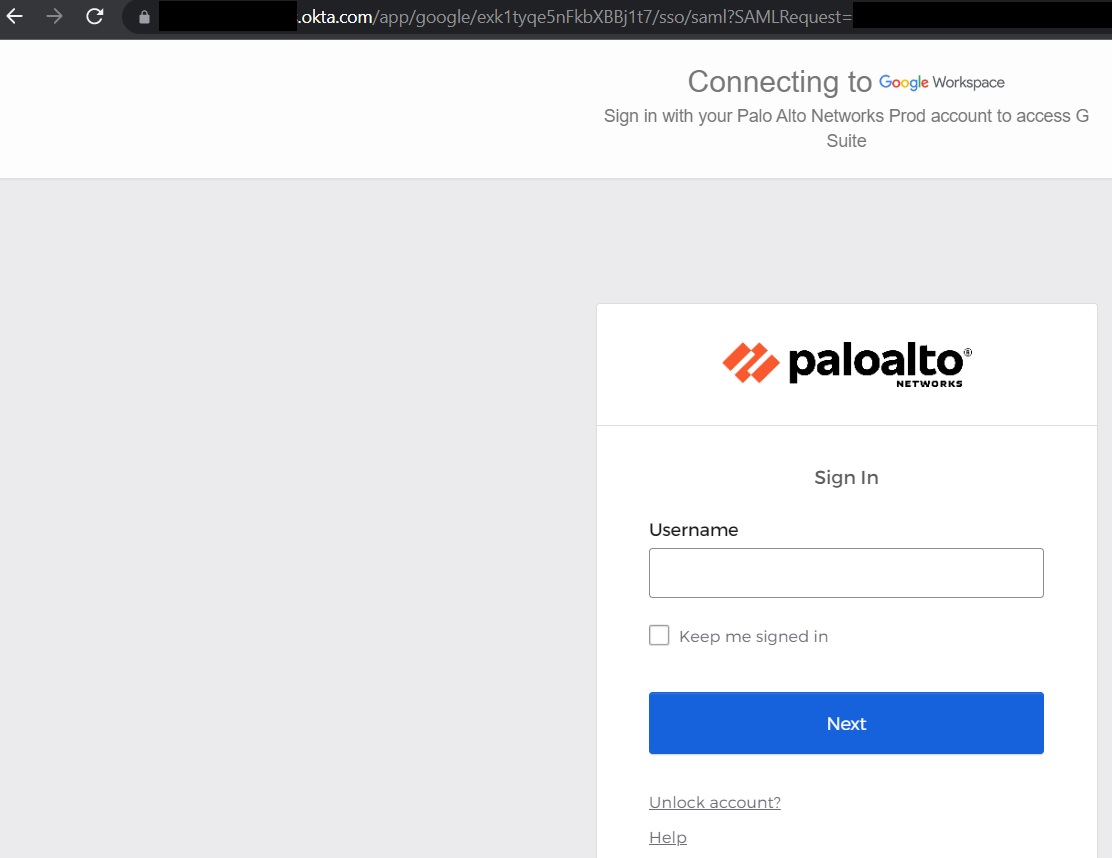 .okta.com/app/google/exk1tyqe5nFkbXBBj1t7/sso/saml?SAMLRequest=
Connecting to Google Workspace
Sign in with your Palo Alto Networks Prod account to access G
Suite
paloalto®
NETWORKS
Sign In
Username
Keep me signed in
Next
Unlock account?
Help